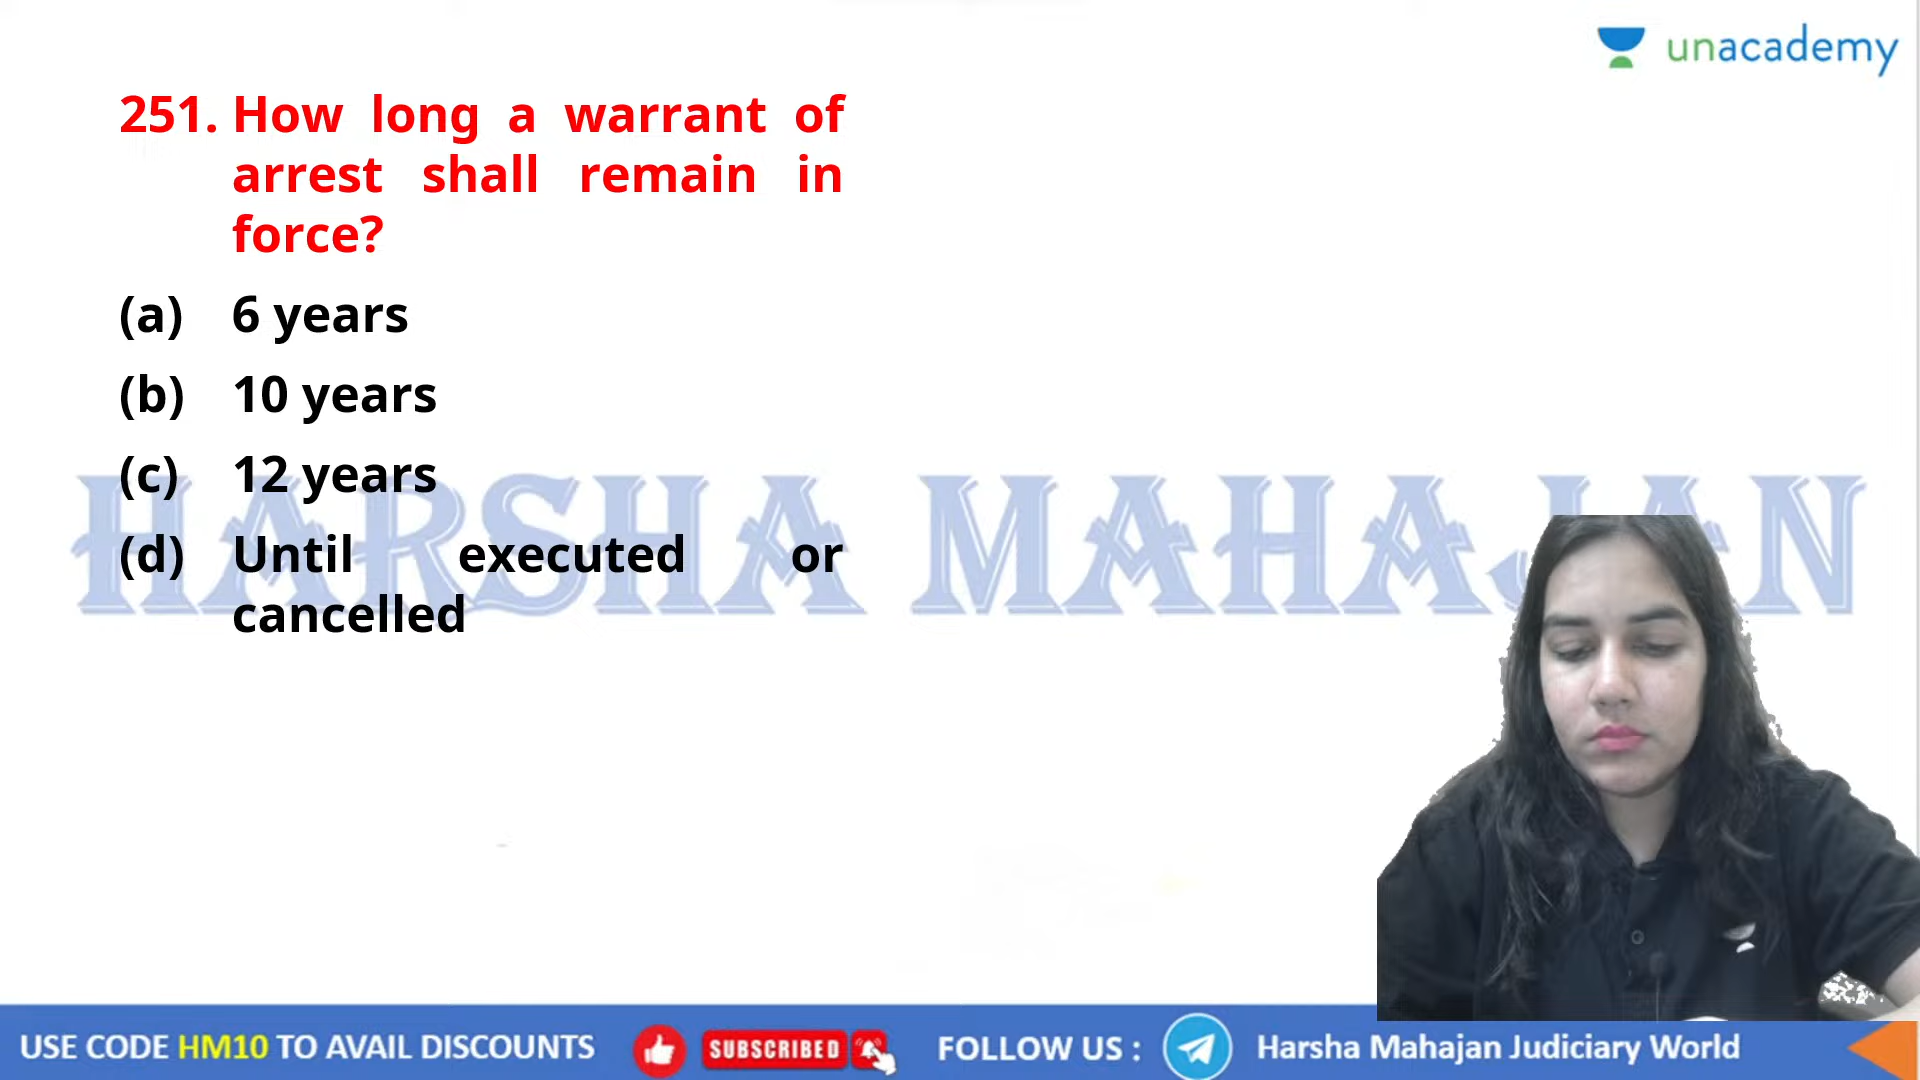 unacademy
251. How long a warrant of
arrest shall remain in
force?
(a) 6 years
(b) 10 years
(c) 12 years
(d) Until executed or
cancelled
HARSHA MAHAJAN
USE CODE HM10 TO AVAIL DISCOUNTS
SUBSCRIBED
FOLLOW US :
Harsha Mahajan Judiciary World